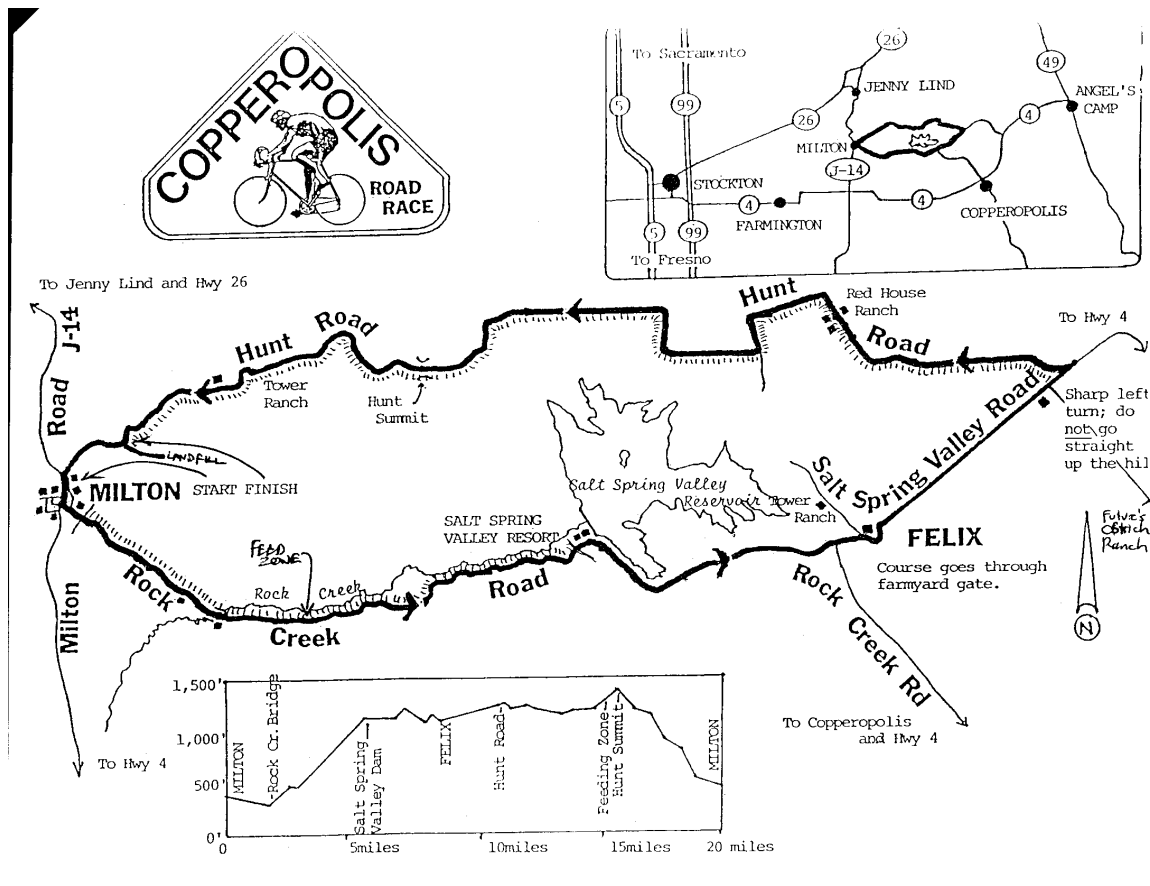 COPPEROPOLIS
ROAD
RACE
To Sacramento
26
49
5
99
JENNY LIND
ANGEL'S
CAMP
26
4
MILTON
J-14
STOCKTON
4
4
COPPEROPOLIS
5
99
FARMINGTON
To Fresno
To Jenny Lind and Hwy 26
Road J-14
Hunt Road
Hunt Road
Red House
Ranch
To Hwy 4
Tower
Ranch
Hunt
Summit
Sharp left
turn; do
not go
straight
up the hil
LANDFILL
MILTON
START FINISH
Salt Spring Valley
Reservoir
Tower
Ranch
Salt Spring Valley Road
SALT SPRING
VALLEY RESORT
FEED
ZONE
FELIX
Course goes through
farmyard gate.
Ranch
N
Rock Creek
Rock Creek Road
Milton
Rock Creek Rd
To Copperopolis
and Hwy 4
To Hwy 4
1,500'
1,000'
500'
0'
MILTON
Rock Cr. Bridge
Salt Spring
Valley Dam
FELIX
Hunt Road
Feeding Zone
Hunt Summit
MILTON
0
5miles
10miles
15miles
20 miles